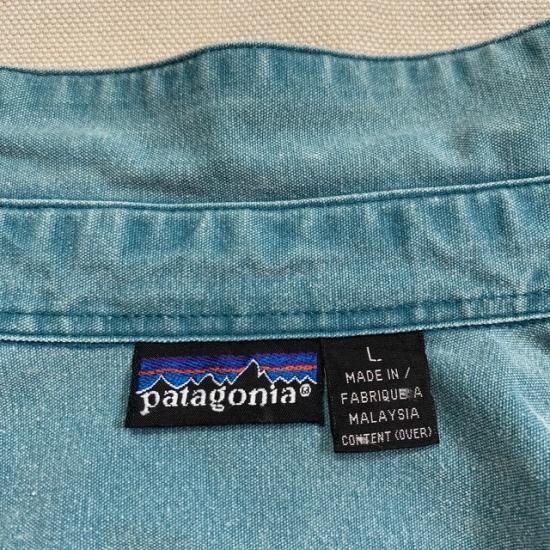 patagonia®
L
MADE IN /
FABRIQUE A
MALAYSIA
CONTENT (OVER)